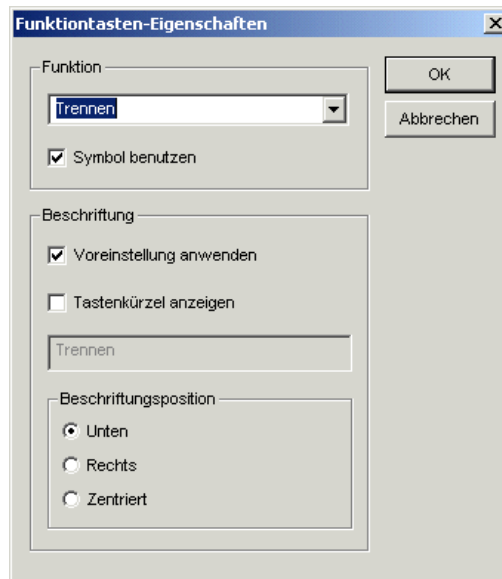 Funktiontasten-Eigenschaften
Funktion
Trennen
Symbol benutzen
OK
Abbrechen
Beschriftung
Voreinstellung anwenden
Tastenkürzel anzeigen
Trennen
Beschriftungsposition
Unten
Rechts
Zentriert